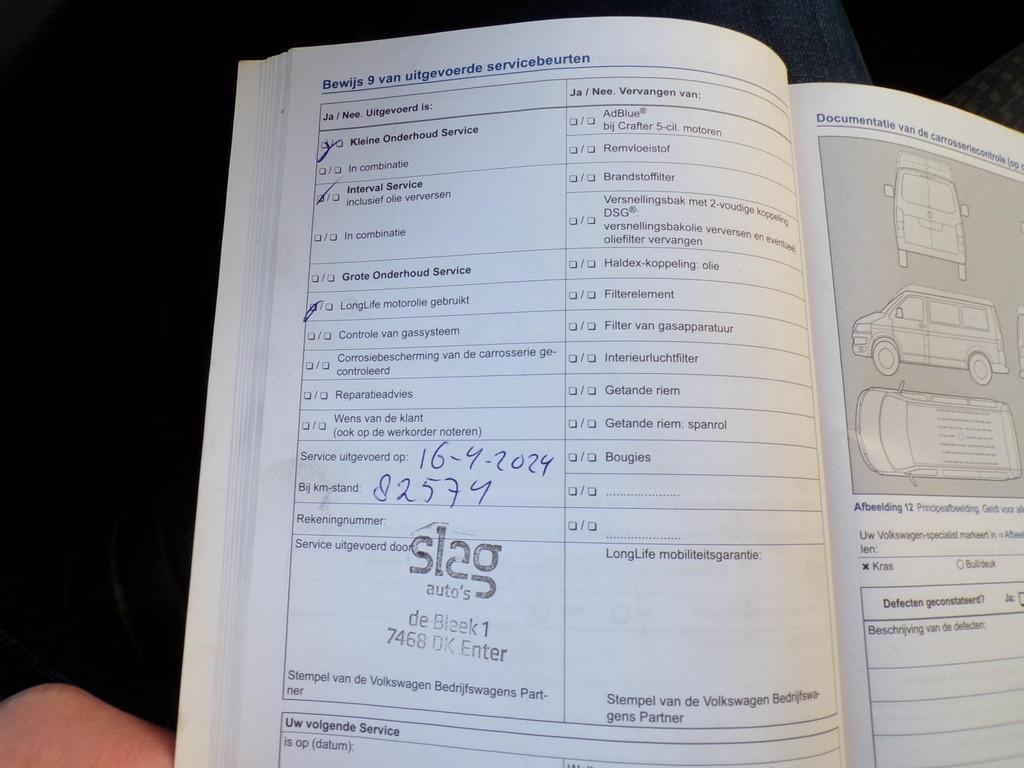 Bewijs 9 van uitgevoerde servicebeurten
Ja / Nee. Uitgevoerd is:
Kleine Onderhoud Service
In combinatie
Interval Service
inclusief olie verversen
In combinatie
Grote Onderhoud Service
LongLife motorolie gebruikt
Controle van gassysteem
Corrosiebescherming van de carrosserie ge-
controleerd
Reparatieadvies
Wens van de klant
(ook op de werkorder noteren)
Service uitgevoerd op: 16-4-2024
Bij km-stand: 82574
Rekeningnummer:
Service uitgevoerd door
slag
auto's
de Bleek 1
7468 DK Enter
Stempel van de Volkswagen Bedrijfswagens Part-
ner
Ja / Nee. Vervangen van:
AdBlue®
bij Crafter 5-cil. motoren
Remvloeistof
Brandstoffilter
Versnellingsbak met 2-voudige koppeling
DSG®:
versnellingsbakolie verversen en eventueel
oliefilter vervangen
Haldex-koppeling: olie
Filterelement
Filter van gasapparatuur
Interieurluchtfilter
Getande riem
Getande riem: spanrol
Bougies
LongLife mobiliteitsgarantie:
Stempel van de Volkswagen Bedrijfswa-
gens Partner
Uw volgende Service
is op (datum):
Documentatie van de carrosseriecontrole (op
Afbeelding 12 Principeafbeelding. Geldt voor
Uw Volkswagen-specialist markeert in
len:
Kras
Buil/deuk
Defecten geconstateerd? Ja:
Beschrijving van de defecten: